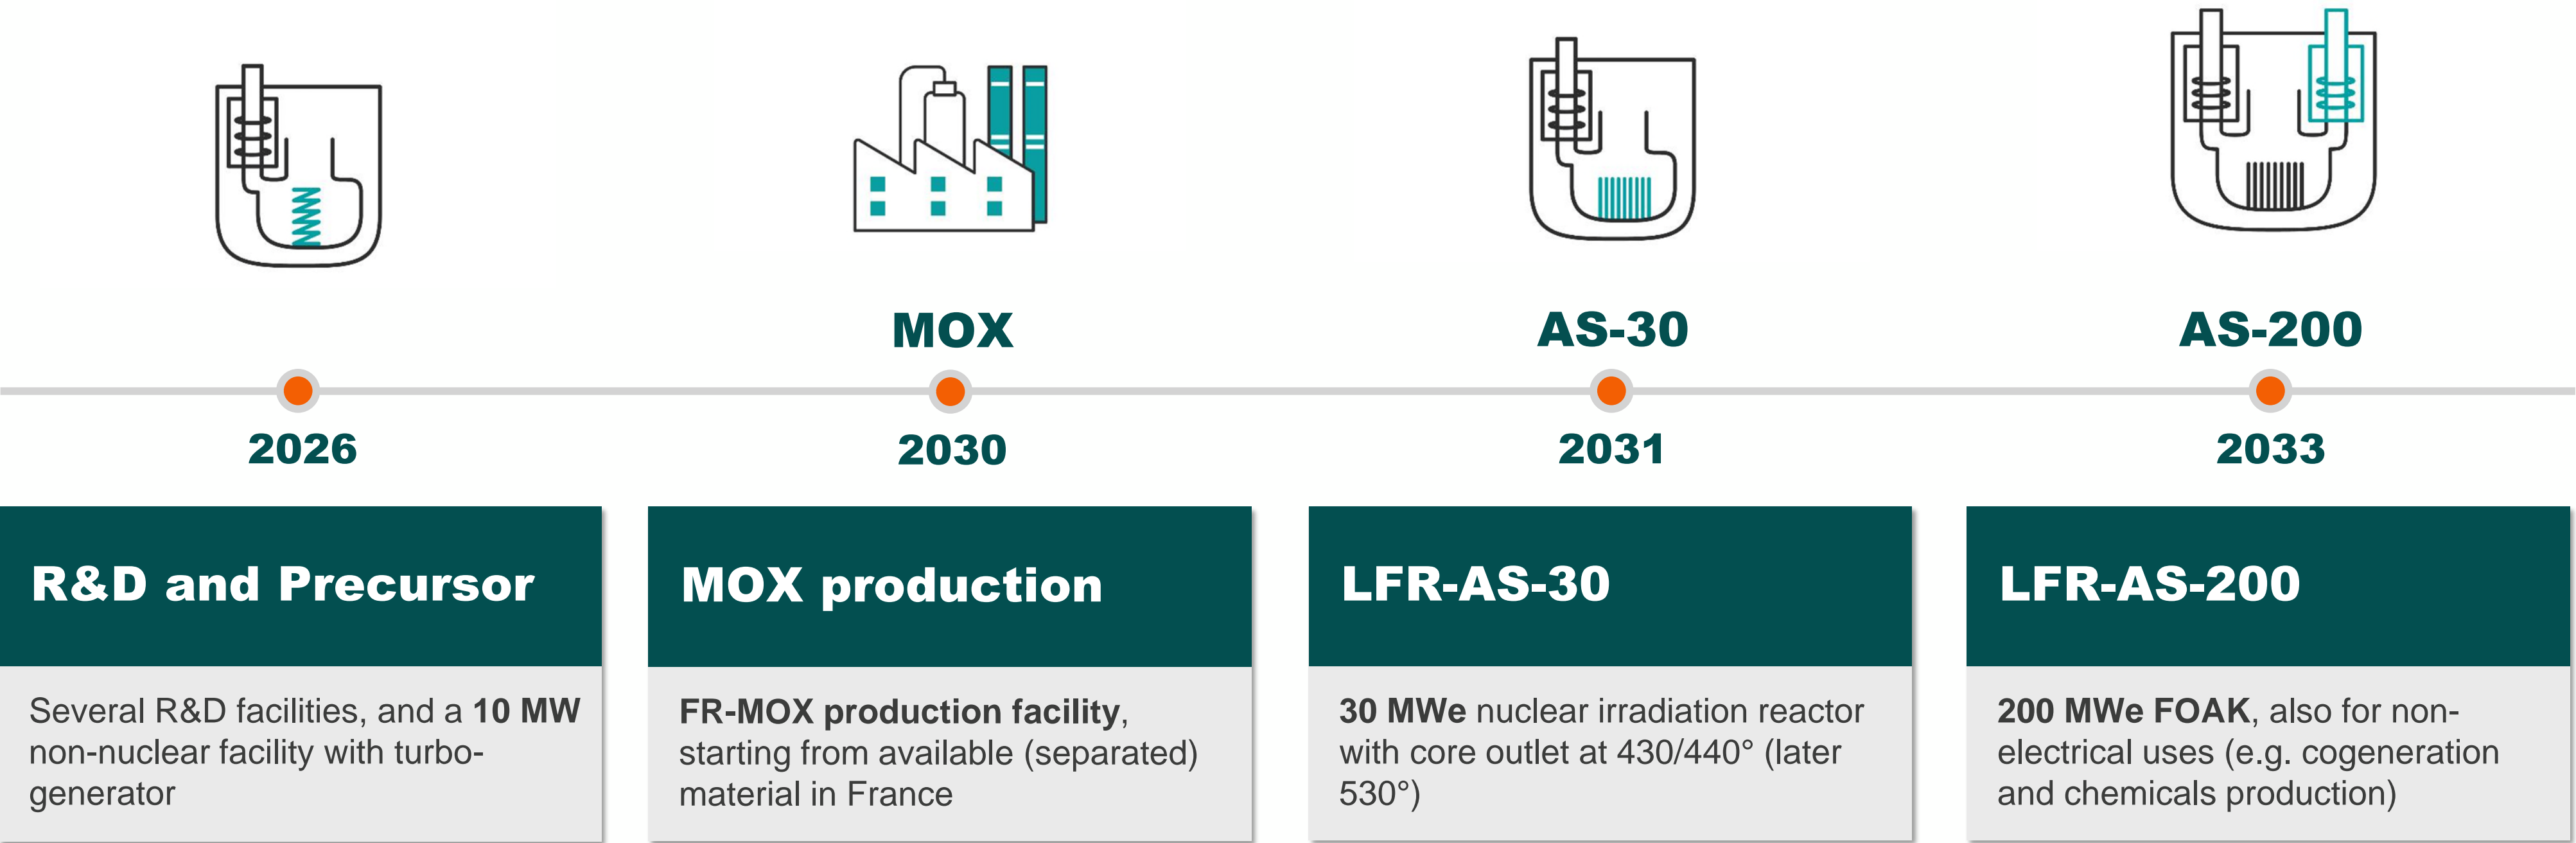 MOX
AS-30
AS-200
2026
2030
2031
2033
R&D and Precursor
Several R&D facilities, and a 10 MW
non-nuclear facility with turbo-
generator
MOX production
FR-MOX production facility,
starting from available (separated)
material in France
LFR-AS-30
30 MWe nuclear irradiation reactor
with core outlet at 430/440° (later
530°)
LFR-AS-200
200 MWe FOAK, also for non-
electrical uses (e.g. cogeneration
and chemicals production)